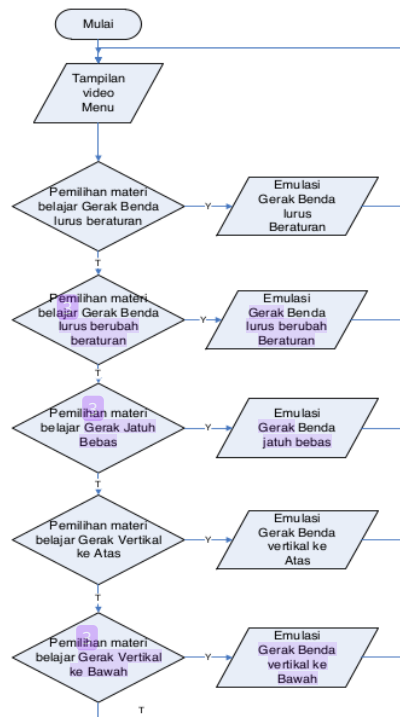 Mulai
Tampilan
video
Menu
Pemilihan materi
belajar Gerak Benda
lurus beraturan
Y
Emulasi
Gerak Benda
lurus
Beraturan
T
Pemilihan materi
belajar Gerak Benda
lurus berubah
beraturan
Y
Emulasi
Gerak Benda
lurus berubah
Beraturan
T
Pemilihan materi
belajar Gerak Jatuh
Bebas
Y
Emulasi
Gerak Benda
jatuh bebas
T
Pemilihan materi
belajar Gerak Vertikal
ke Atas
Y
Emulasi
Gerak Benda
vertikal ke
Atas
T
Pemilihan materi
belajar Gerak Vertikal
ke Bawah
Y
Emulasi
Gerak Benda
vertikal ke
Bawah
T